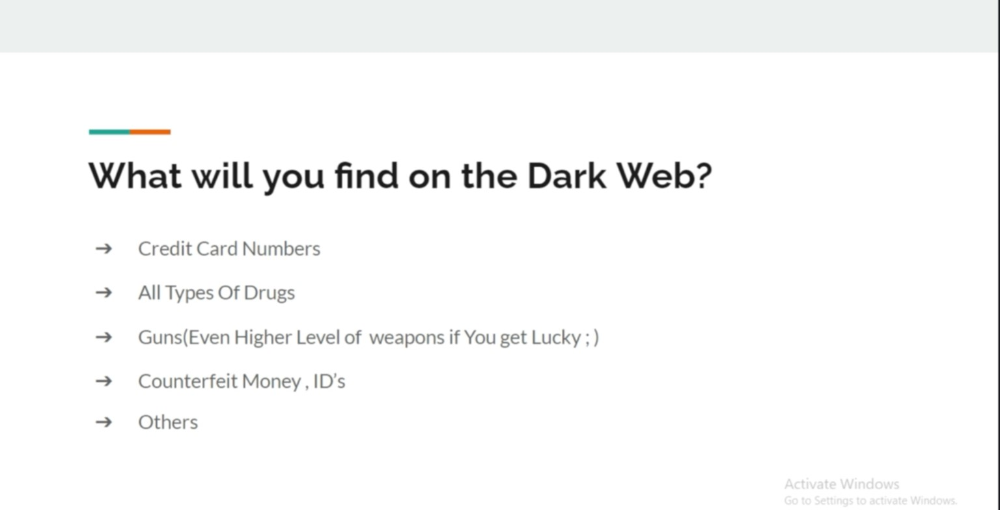 What will you find on the Dark Web?
➔ Credit Card Numbers
➔ All Types Of Drugs
➔ Guns(Even Higher Level of  weapons if You get Lucky ; )
➔ Counterfeit Money , ID’s
➔ Others
Activate Windows
Go to Settings to activate Windows.